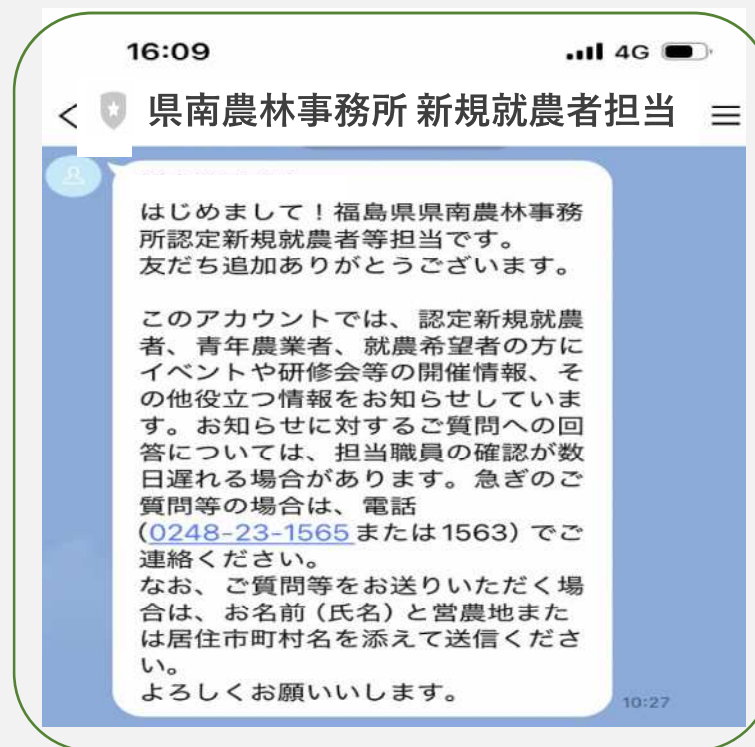 16:09
4G
県南農林事務所 新規就農者担当
はじめまして！福島県県南農林事務
所認定新規就農者等担当です。
友だち追加ありがとうございます。
このアカウントでは、認定新規就農
者、青年農業者、就農希望者の方に
イベントや研修会等の開催情報、そ
の他役立つ情報をお知らせしていま
す。お知らせに対するご質問への回
答については、担当職員の確認が数
日遅れる場合があります。急ぎのご
質問等の場合は、電話
（0248-23-1565または1563）でご
連絡ください。
なお、ご質問等をお送りいただく場
合は、お名前（氏名）と営農地また
は居住市町村名を添えて送信くださ
い。
よろしくお願いいします。
10:27